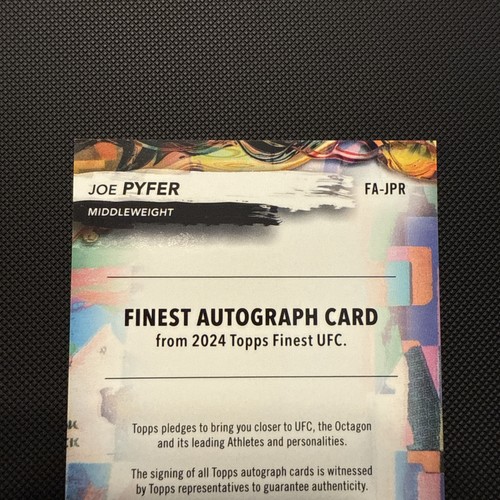 JOE PYFER
FA-JPR
MIDDLEWEIGHT
FINEST AUTOGRAPH CARD
from 2024 Topps Finest UFC.
Topps pledges to bring you closer to UFC, the Octagon
and its leading Athletes and personalities.
The signing of all Topps autograph cards is witnessed
by Topps representatives to guarantee authenticity.